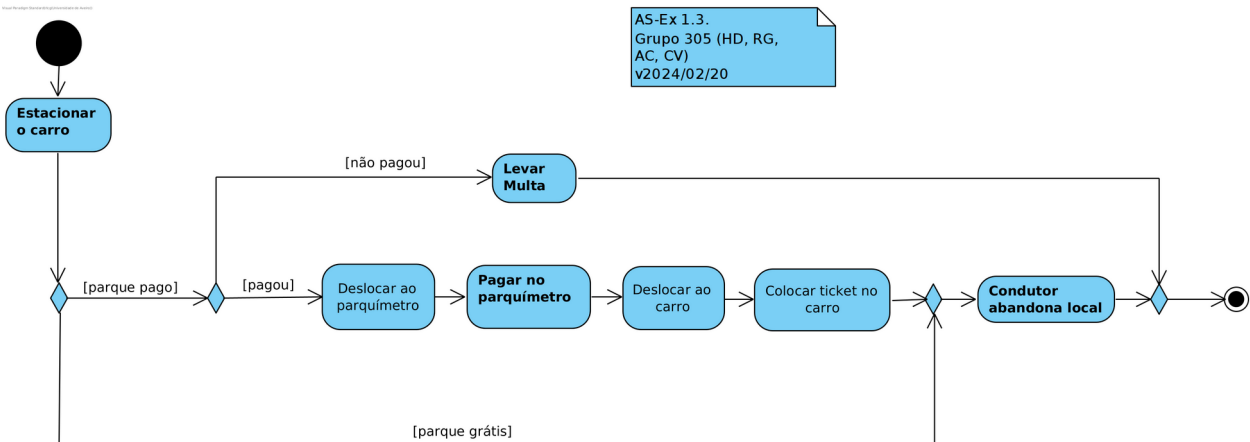 AS-Ex 1.3.
Grupo 305 (HD, RG,
AC, CV)
v2024/02/20
Estacionar
o carro
[não pagou]
Levar
Multa
[parque pago]
[pagou]
Deslocar ao
parquímetro
Pagar no
parquímetro
Deslocar ao
carro
Colocar ticket no
carro
Condutor
abandona local
[parque grátis]